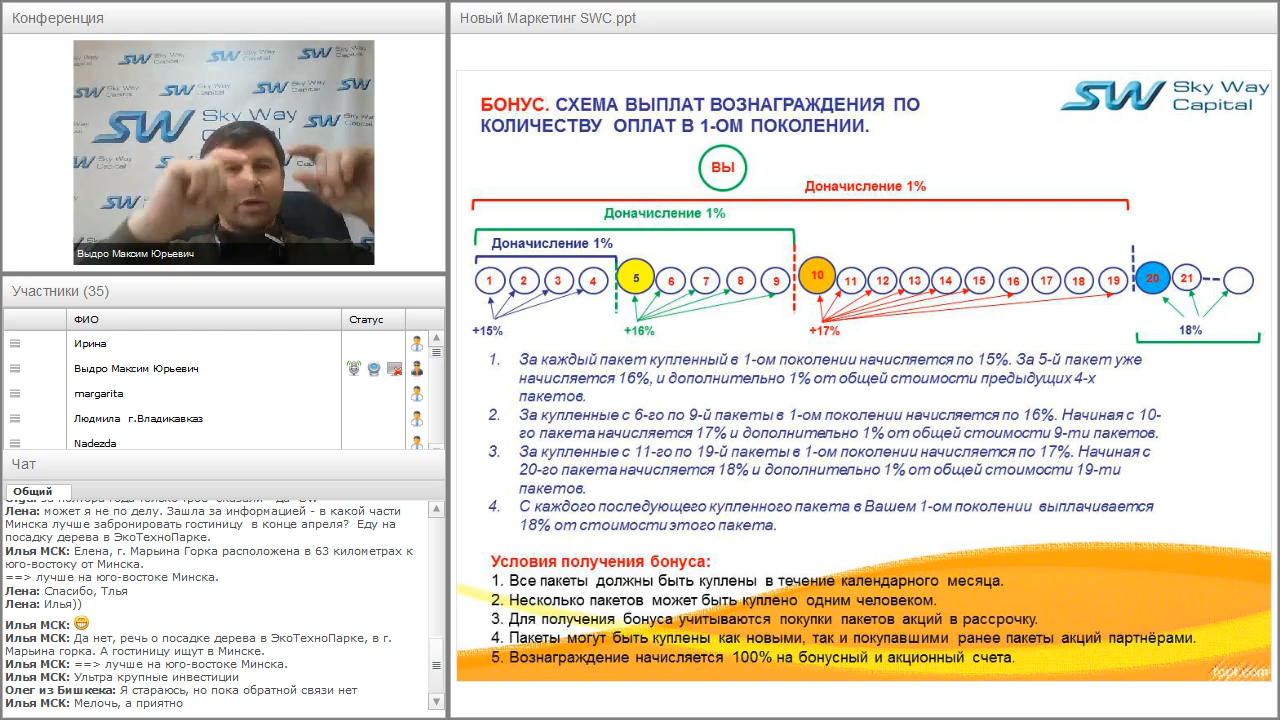 Конференция
Sky Way
SW
Sky Way
Capital
Выдро Максим Юрьевич
Участники (35)
ФИО
Статус
Ирина
Выдро Максим Юрьевич
margarita
Людмила г.Владикавказ
Nadezda
Чат
Общий
Лена: может я не по делу. Зашла за информацией - в какой части
Минска лучше забронировать гостиницу в конце апреля? Еду на
посадку дерева в ЭкоТехноПарке.
Илья МСК: Елена, г. Марьина Горка расположена в 63 километрах к
юго-востоку от Минска.
==> лучше на юго-востоке Минска.
Лена: Спасибо, Тлья
Лена: Илья))
Илья МСК:
Илья МСК: Да нет, речь о посадке дерева в ЭкоТехноПарке, в г.
Марьина горка. А гостиницу ищут в Минске.
Илья МСК: ==> лучше на юго-востоке Минска.
Илья МСК: Ультра крупные инвестиции
Олег из Бишкека: Я стараюсь, но пока обратной связи нет
Илья МСК: Мелочь, а приятно
Новый Маркетинг SWC.ppt
БОНУС. СХЕМА ВЫПЛАТ ВОЗНАГРАЖДЕНИЯ ПО
КОЛИЧЕСТВУ ОПЛАТ В 1-ОМ ПОКОЛЕНИИ.
SW Sky Way
Capital
ВЫ
Доначисление 1%
Доначисление 1%
Доначисление 1%
1 2 3 4 5 6 7 8 9 10 11 12 13 14 15 16 17 18 19 20 21
+15% +16% +17% 18%
1. За каждый пакет купленный в 1-ом поколении начисляется по 15%. За 5-й пакет уже
начисляется 16%, и дополнительно 1% от общей стоимости предыдущих 4-х
пакетов.
2. За купленные с 6-го по 9-й пакеты в 1-ом поколении начисляется по 16%. Начиная с 10-
го пакета начисляется 17% и дополнительно 1% от общей стоимости 9-ти пакетов.
3. За купленные с 11-го по 19-й пакеты в 1-ом поколении начисляется по 17%. Начиная с
20-го пакета начисляется 18% и дополнительно 1% от общей стоимости 19-ти
пакетов.
4. С каждого последующего купленного пакета в Вашем 1-ом поколении выплачивается
18% от стоимости этого пакета.
Условия получения бонуса:
1. Все пакеты должны быть куплены в течение календарного месяца.
2. Несколько пакетов может быть куплено одним человеком.
3. Для получения бонуса учитываются покупки пакетов акций в рассрочку.
4. Пакеты могут быть куплены как новыми, так и покупавшими ранее пакеты акций партнёрами.
5. Вознаграждение начисляется 100% на бонусный и акционный счета.
fppt.com